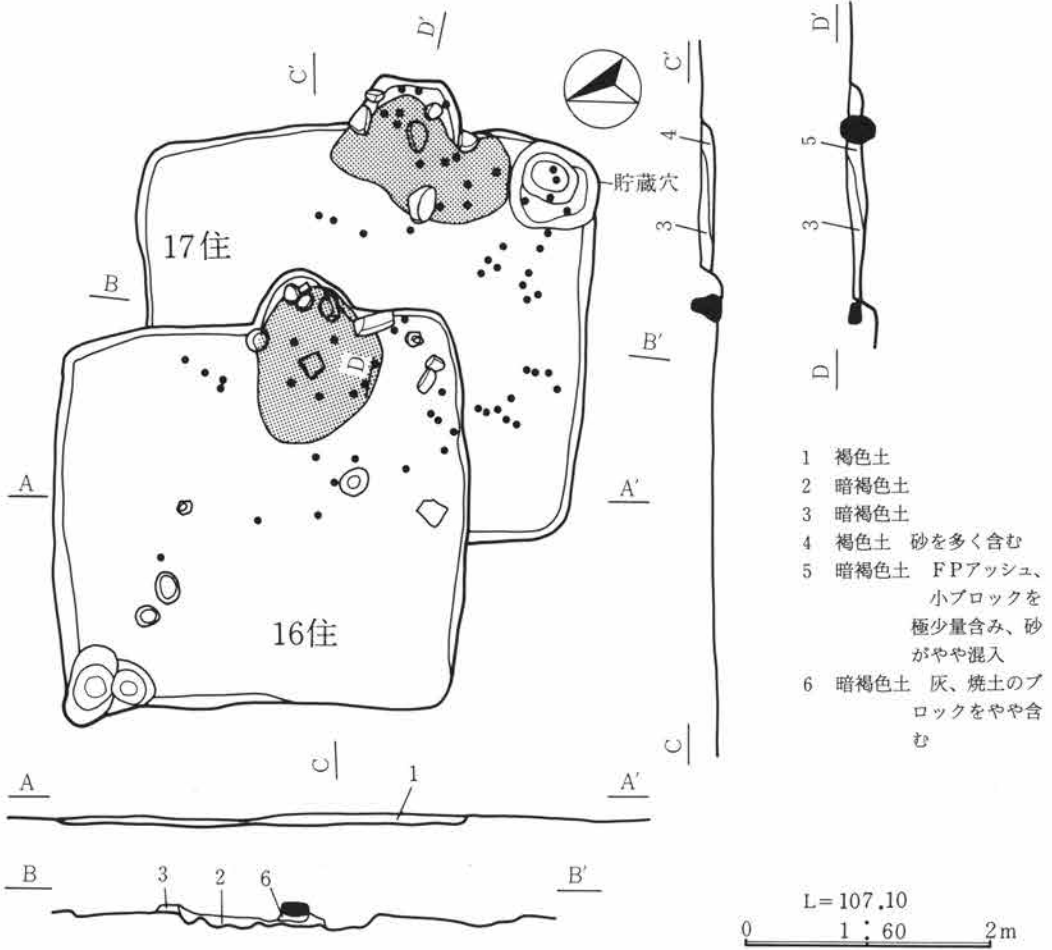 D'
C'
17住
貯蔵穴
B
B'
D
A
A'
16住
C
C'
4
3
C
D'
5
3
D
1 褐色土
2 暗褐色土
3 暗褐色土
4 褐色土 砂を多く含む
5 暗褐色土 FPアッシュ、
小ブロックを
極少量含み、砂
がやや混入
6 暗褐色土 灰、焼土のブ
ロックをやや含
む
A
1
A'
B
3
2
6
B'
L=107.10
0 1:60 2m